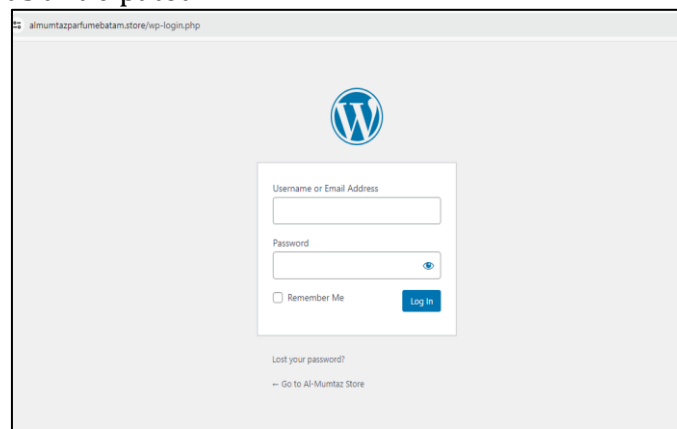 almumtazparfumebatam.store/wp-login.php
Username or Email Address
Password
Remember Me
Log In
Lost your password?
← Go to Al-Mumtaz Store